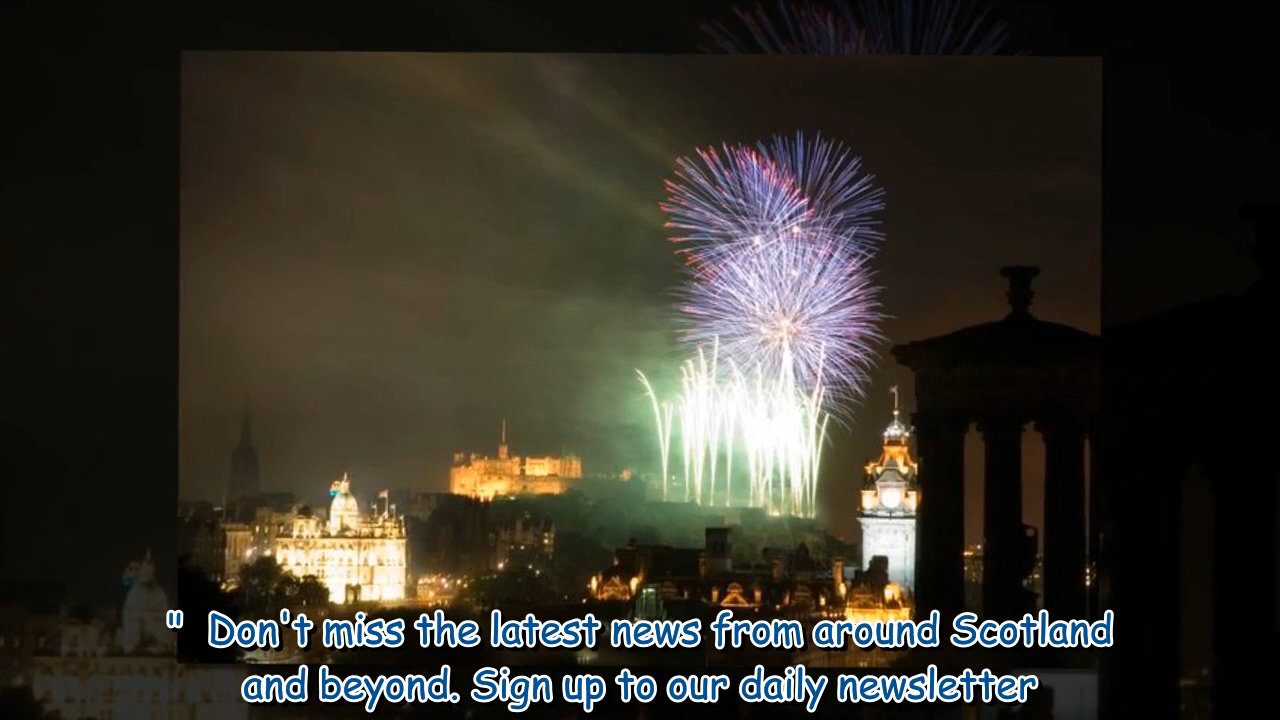 "  Don't miss the latest news from around Scotland
and beyond. Sign up to our daily newsletter